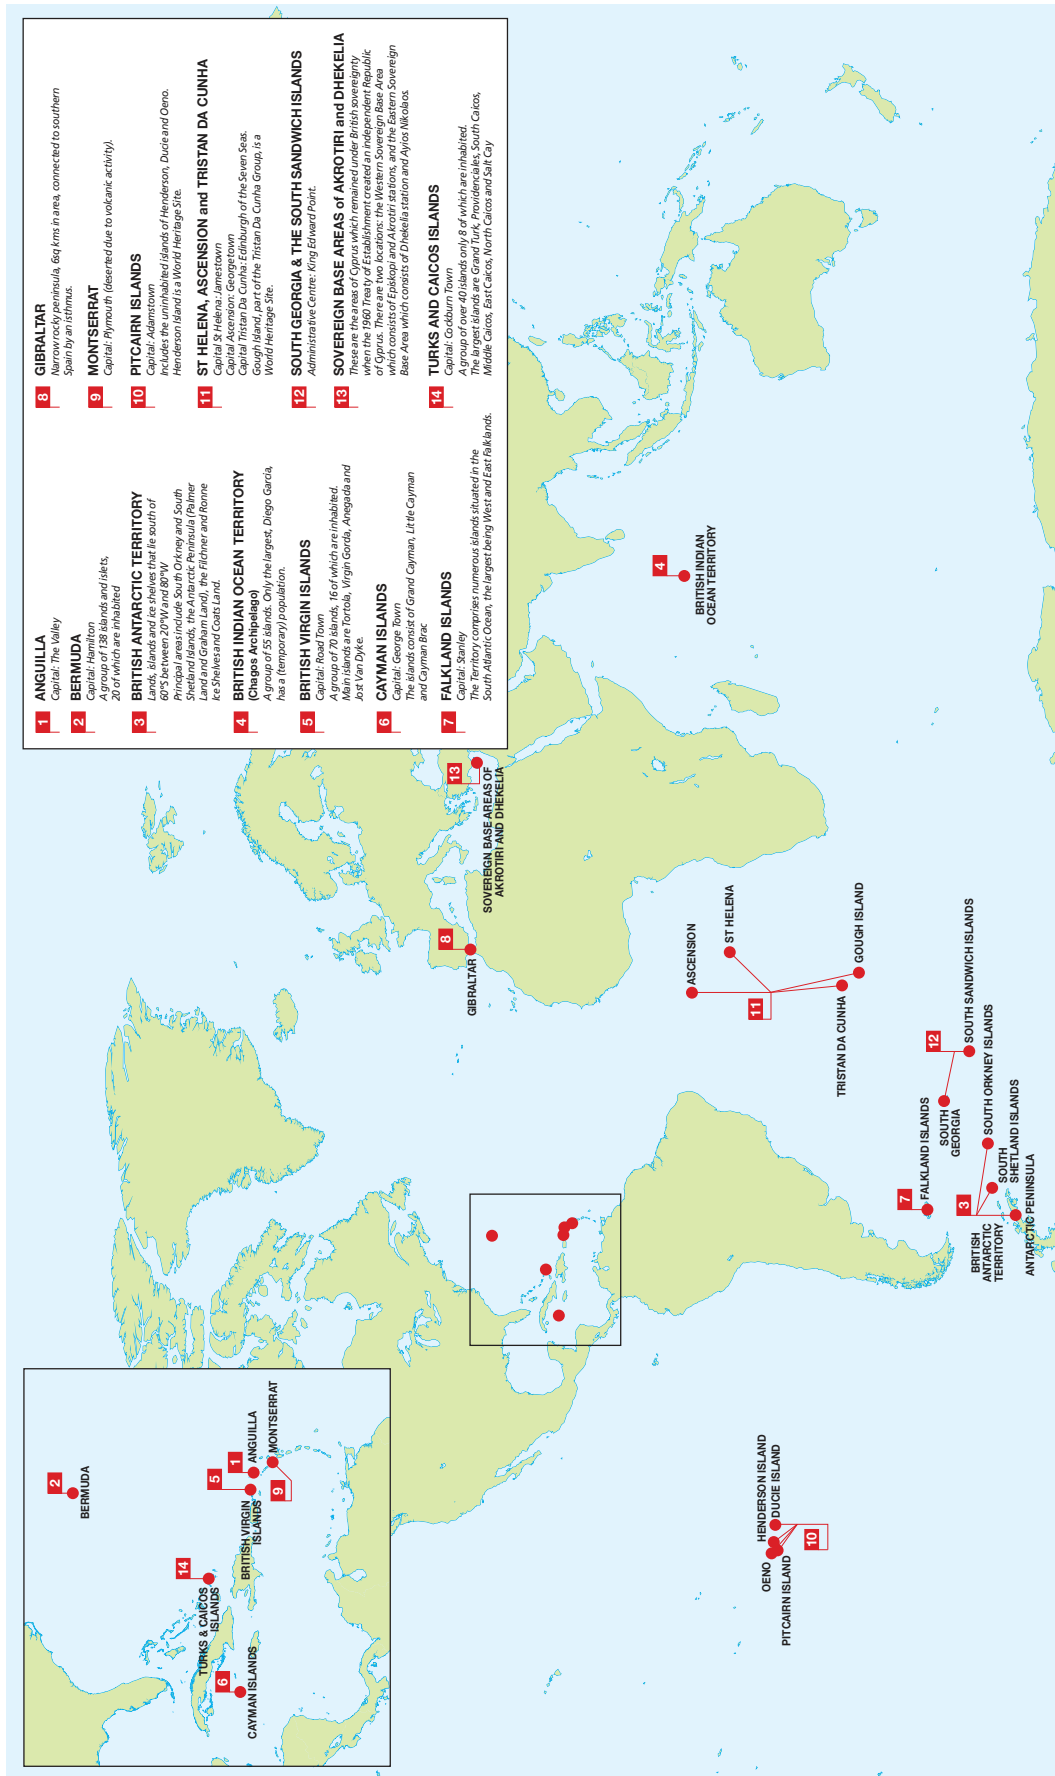 1
ANGUILLA
Capital: The Valley
2
BERMUDA
Capital: Hamilton
A group of 138 islands and islets,
20 of which are inhabited
3
BRITISH ANTARCTIC TERRITORY
Lands, islands and ice shelves that lie south of
60°S between 20°W and 80°W
Principal areas include South Orkney and South
Shetland Islands, the Antarctic Peninsula (Palmer
Land and Graham Land), the Filchner and Ronne
Ice Shelves and Coats Land.
4
BRITISH INDIAN OCEAN TERRITORY
(Chagos Archipelago)
A group of 55 islands. Only the largest, Diego Garcia,
has a (temporary) population.
5
BRITISH VIRGIN ISLANDS
Capital: Road Town
A group of 70 islands, 16 of which are inhabited.
Main islands are Tortola, Virgin Gorda, Anegada and
Jost Van Dyke.
6
CAYMAN ISLANDS
Capital: George Town
The islands consist of Grand Cayman, Little Cayman
and Cayman Brac
7
FALKLAND ISLANDS
Capital: Stanley
The Territory comprises numerous islands situated in the
South Atlantic Ocean, the largest being West and East Falklands.
8
GIBRALTAR
Narrow rocky peninsula, 6sq kms in area, connected to southern
Spain by an isthmus.
9
MONTSERRAT
Capital: Plymouth (deserted due to volcanic activity).
10
PITCAIRN ISLANDS
Capital: Adamstown
Includes the uninhabited islands of Henderson, Ducie and Oeno.
Henderson Island is a World Heritage Site.
11
ST HELENA, ASCENSION and TRISTAN DA CUNHA
Capital St Helena: Jamestown
Capital Ascension: Georgetown
Capital Tristan Da Cunha: Edinburgh of the Seven Seas.
Gough Island, part of the Tristan Da Cunha Group, is a
World Heritage Site.
12
SOUTH GEORGIA & THE SOUTH SANDWICH ISLANDS
Administrative Centre: King Edward Point.
13
SOVEREIGN BASE AREAS of AKROTIRI and DHEKELIA
These are the areas of Cyprus which remained under British sovereignty
when the 1960 Treaty of Establishment created an independent Republic
of Cyprus. There are two locations: the Western Sovereign Base Area
which consists of Episkopi and Akrotiri stations, and the Eastern Sovereign
Base Area which consists of Dhekelia station and Ayios Nikolaos.
14
TURKS AND CAICOS ISLANDS
Capital: Cockburn Town
A group of over 40 islands only 8 of which are inhabited.
The largest islands are Grand Turk, Providenciales, South Caicos,
Middle Caicos, East Caicos, North Caicos and Salt Cay
2
BERMUDA
14
TURKS & CAICOS
ISLANDS
5
BRITISH VIRGIN
ISLANDS
1
ANGUILLA
9
MONTSERRAT
6
CAYMAN ISLANDS
8
GIBRALTAR
13
SOVEREIGN BASE AREAS OF
AKROTIRI AND DHEKELIA
4
BRITISH INDIAN
OCEAN TERRITORY
11
ASCENSION
ST HELENA
TRISTAN DA CUNHA
GOUGH ISLAND
10
HENDERSON ISLAND
DUCIE ISLAND
OENO
PITCAIRN ISLAND
7
FALKLAND ISLANDS
12
SOUTH
GEORGIA
SOUTH SANDWICH ISLANDS
3
BRITISH
ANTARCTIC
TERRITORY
SOUTH ORKNEY ISLANDS
SOUTH
SHETLAND ISLANDS
ANTARCTIC PENINSULA